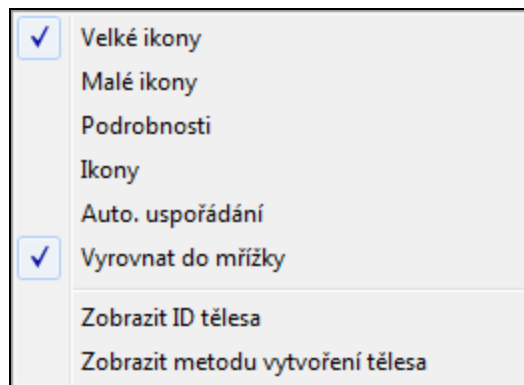 Velké ikony
Malé ikony
Podrobnosti
Ikony
Auto. uspořádání
Vyrovnat do mřížky
Zobrazit ID tělesa
Zobrazit metodu vytvoření tělesa